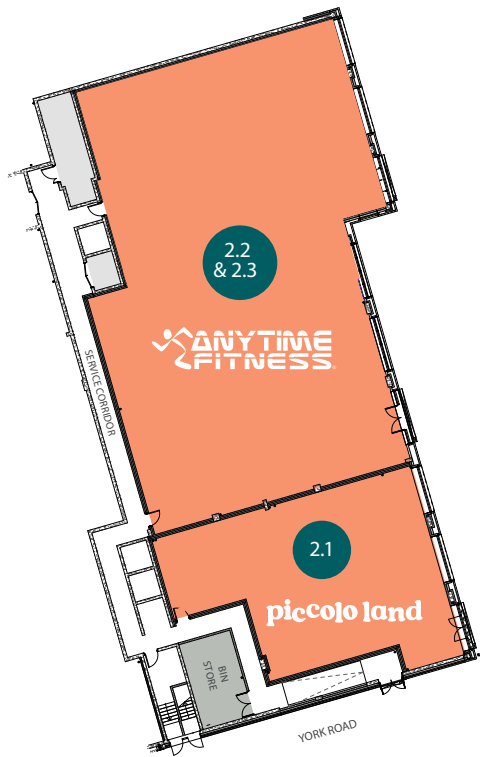 2.2
& 2.3
ANYTIME
FITNESS®
SERVICE CORRIDOR
2.1
piccolo land
BIN
STORE
YORK ROAD